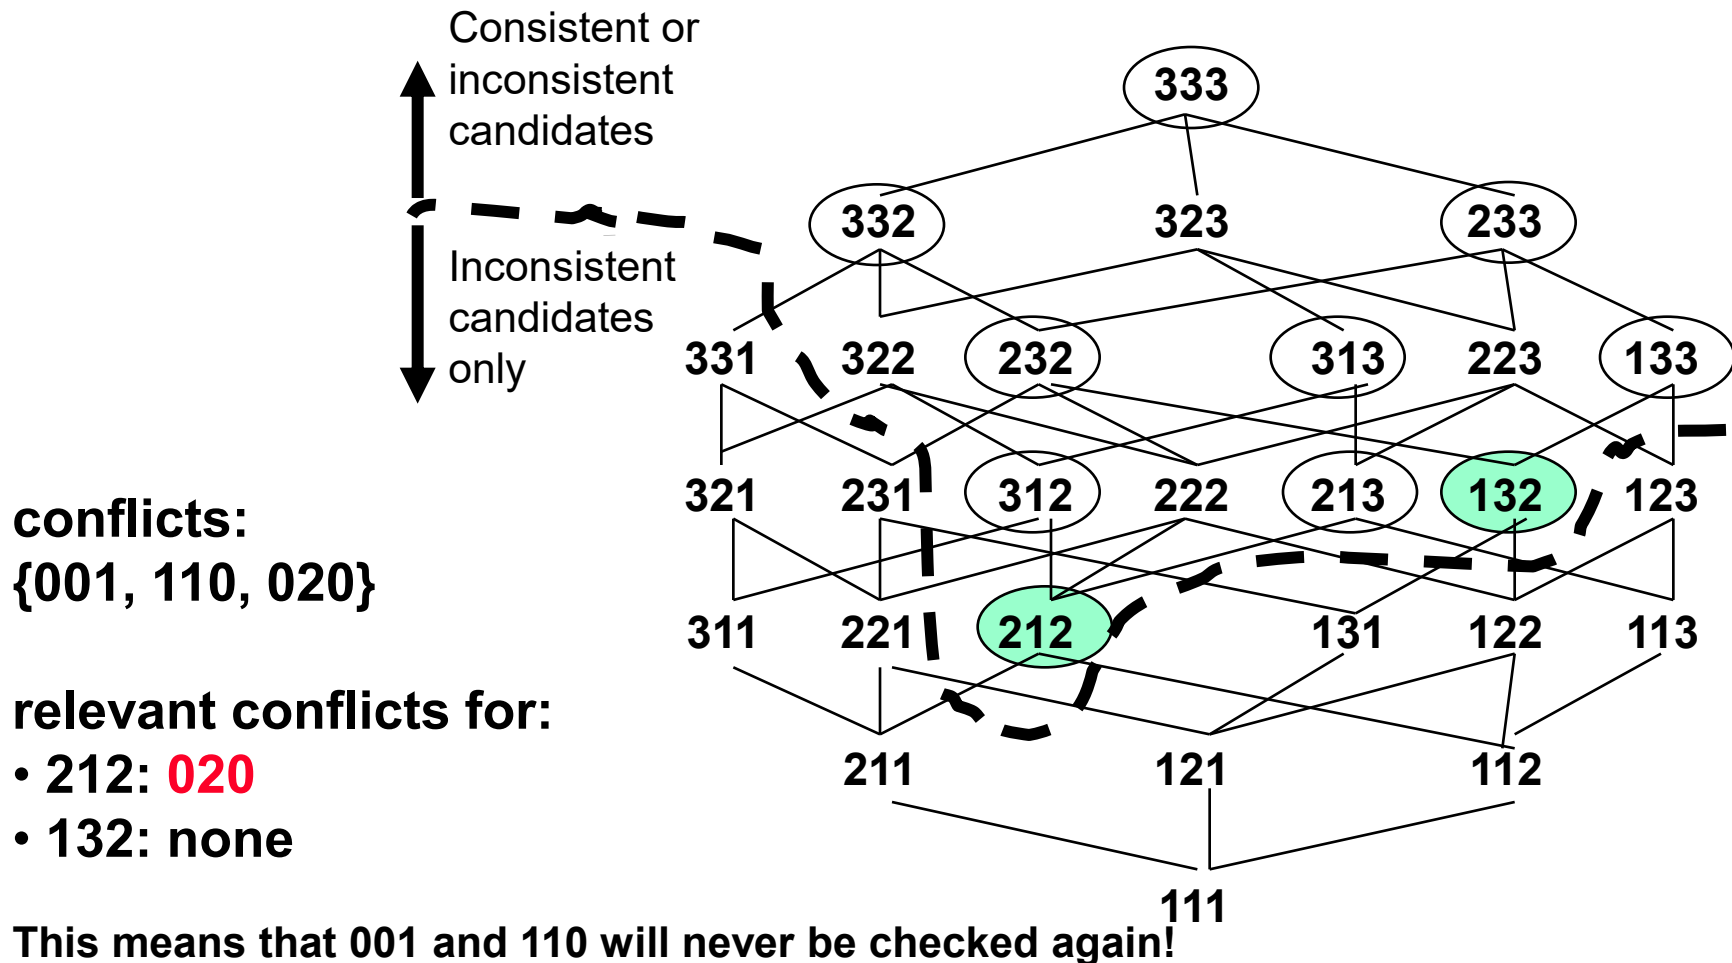 Consistent or
inconsistent
candidates
Inconsistent
candidates
only
333
332 323 233
331 322 232 313 223 133
321 231 312 222 213 132 123
311 221 212 131 122 113
211 121 112
111
conflicts:
{001, 110, 020}
relevant conflicts for:
• 212: 020
• 132: none
This means that 001 and 110 will never be checked again!